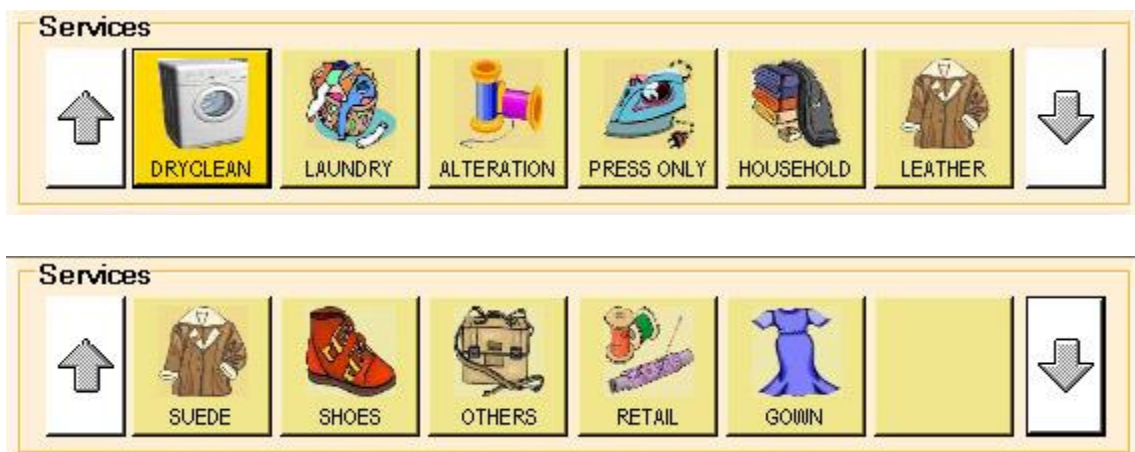 Services
DRYCLEAN LAUNDRY ALTERATION PRESS ONLY HOUSEHOLD LEATHER
Services
SUEDE SHOES OTHERS RETAIL GOWN